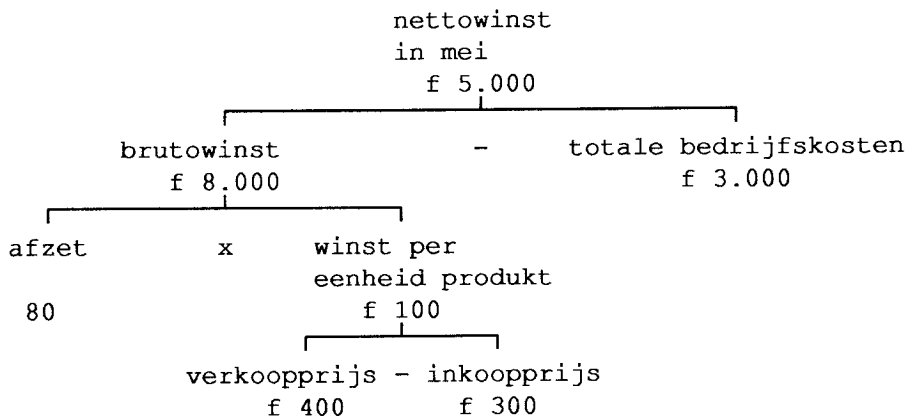 nettowinst
in mei
f 5.000
brutowinst - totale bedrijfskosten
f 8.000 f 3.000
afzet x winst per
eenheid produkt
80 f 100
verkoopprijs - inkoopprijs
f 400 f 300